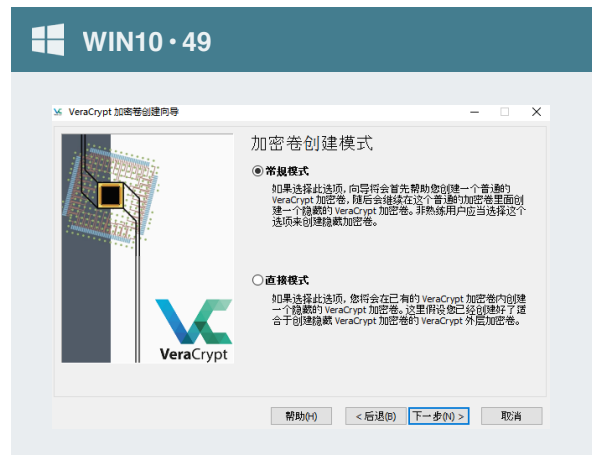 WIN10・49
VeraCrypt 加密卷创建向导
加密卷创建模式
常规模式
如果选择此选项, 向导将会首先帮助您创建一个普通的
VeraCrypt 加密卷, 随后会继续在这个普通的加密卷里面创
建一个隐藏的 VeraCrypt 加密卷。非熟练用户应当选择这个
选项来创建隐藏加密卷。
直接模式
如果选择此选项, 您将会在已有的 VeraCrypt 加密卷内创建
一个隐藏的 VeraCrypt 加密卷。这里假设您已经创建好了适
合于创建隐藏 VeraCrypt 加密卷的 VeraCrypt 外层加密卷。
VeraCrypt
帮助(H)
< 后退(B)
下一步(N) >
取消